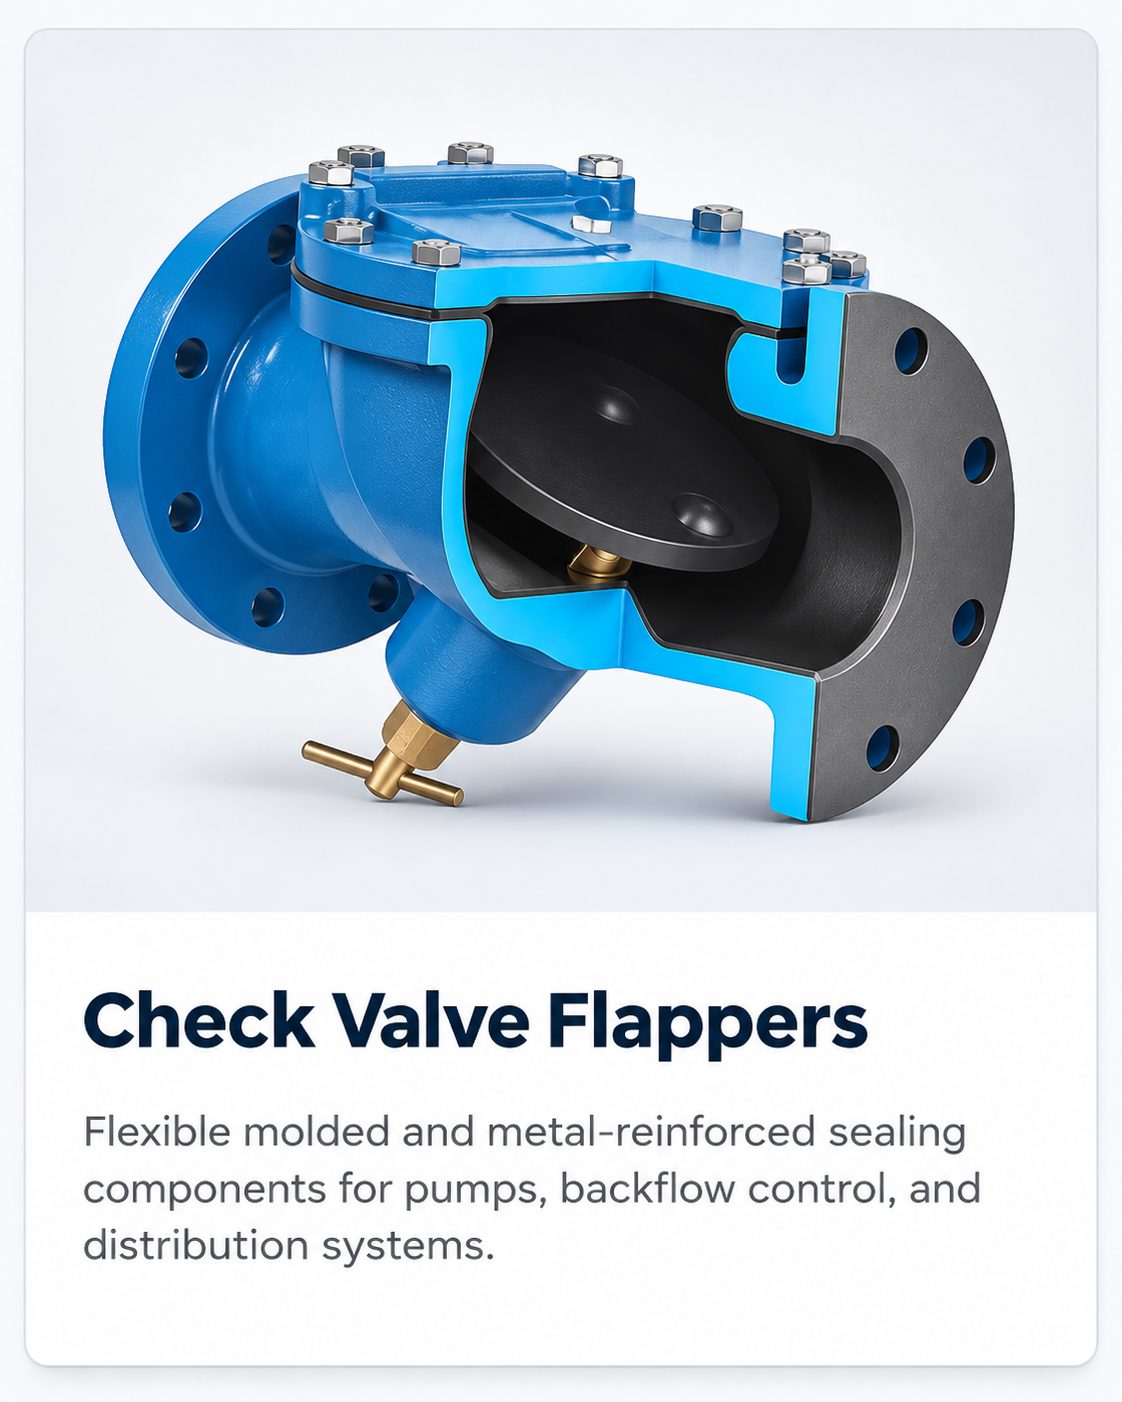 Check Valve Flappers
Flexible molded and metal-reinforced sealing
components for pumps, backflow control, and
distribution systems.